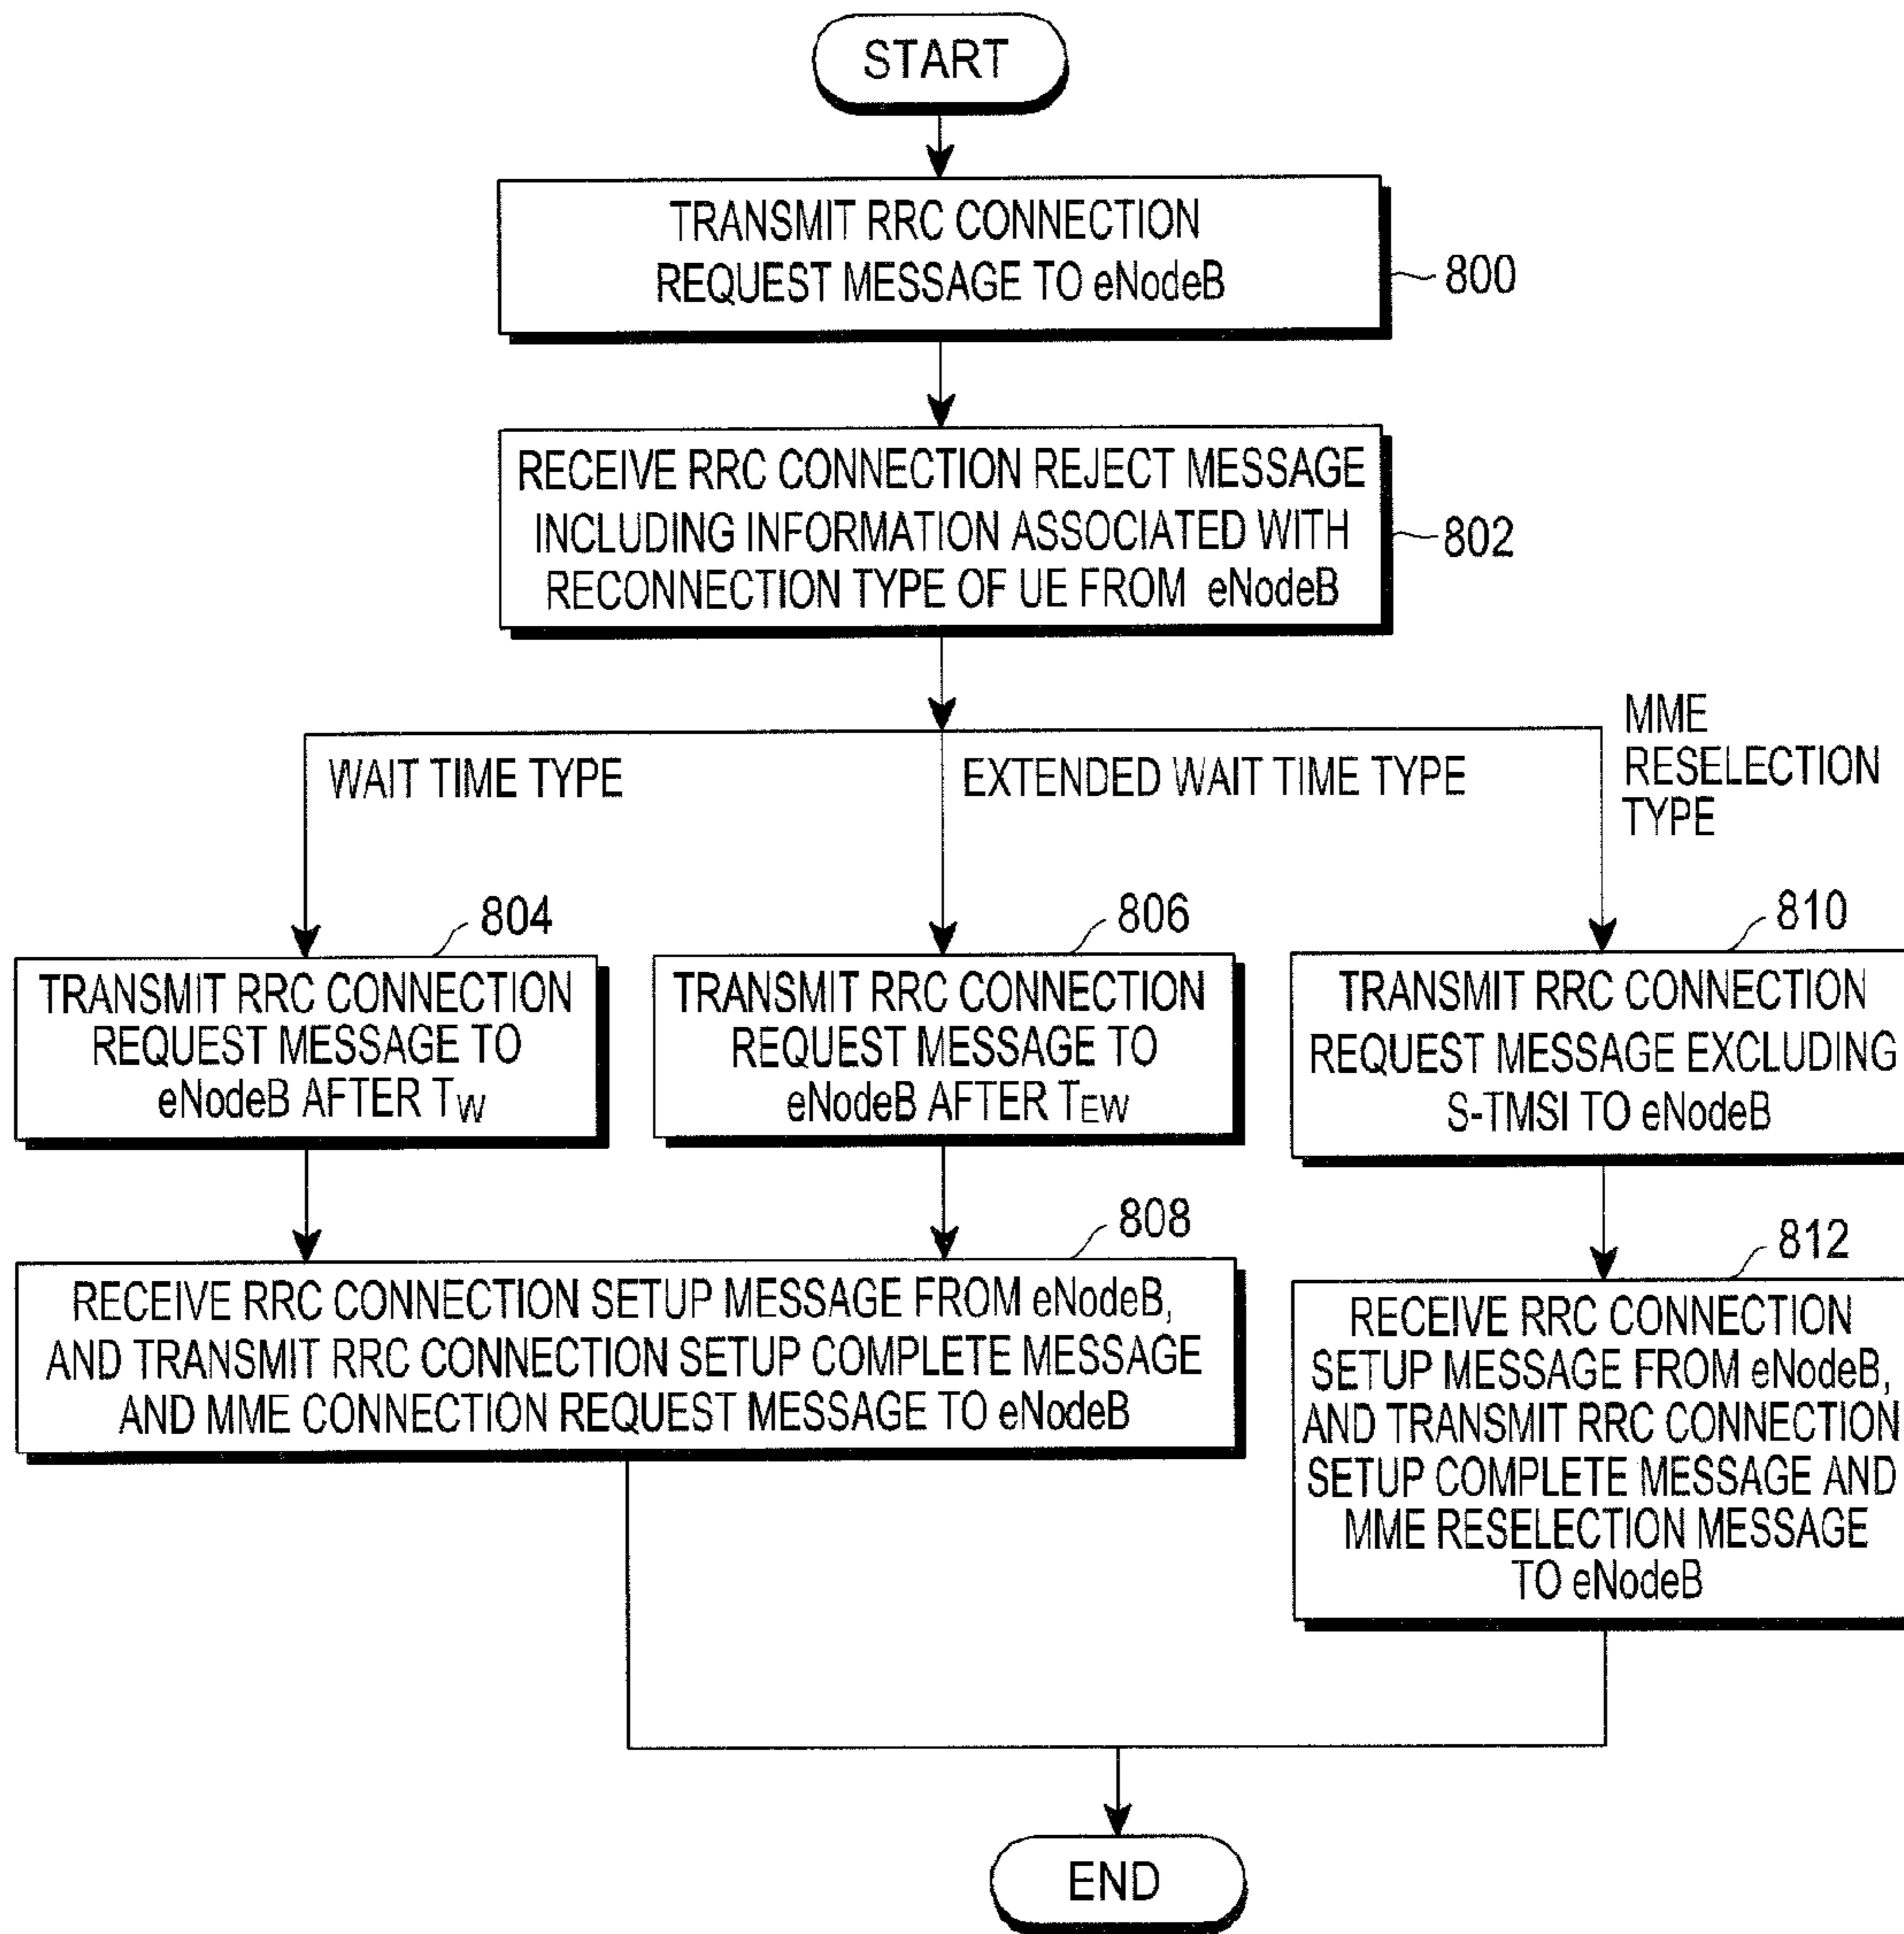 START
TRANSMIT RRC CONNECTION
REQUEST MESSAGE TO eNodeB
800
RECEIVE RRC CONNECTION REJECT MESSAGE
INCLUDING INFORMATION ASSOCIATED WITH
RECONNECTION TYPE OF UE FROM eNodeB
802
WAIT TIME TYPE
EXTENDED WAIT TIME TYPE
MME
RESELECTION
TYPE
804
TRANSMIT RRC CONNECTION
REQUEST MESSAGE TO
eNodeB AFTER TW
806
TRANSMIT RRC CONNECTION
REQUEST MESSAGE TO
eNodeB AFTER TEW
810
TRANSMIT RRC CONNECTION
REQUEST MESSAGE EXCLUDING
S-TMSI TO eNodeB
808
RECEIVE RRC CONNECTION SETUP MESSAGE FROM eNodeB,
AND TRANSMIT RRC CONNECTION SETUP COMPLETE MESSAGE
AND MME CONNECTION REQUEST MESSAGE TO eNodeB
812
RECEIVE RRC CONNECTION
SETUP MESSAGE FROM eNodeB,
AND TRANSMIT RRC CONNECTION
SETUP COMPLETE MESSAGE AND
MME RESELECTION MESSAGE
TO eNodeB
END